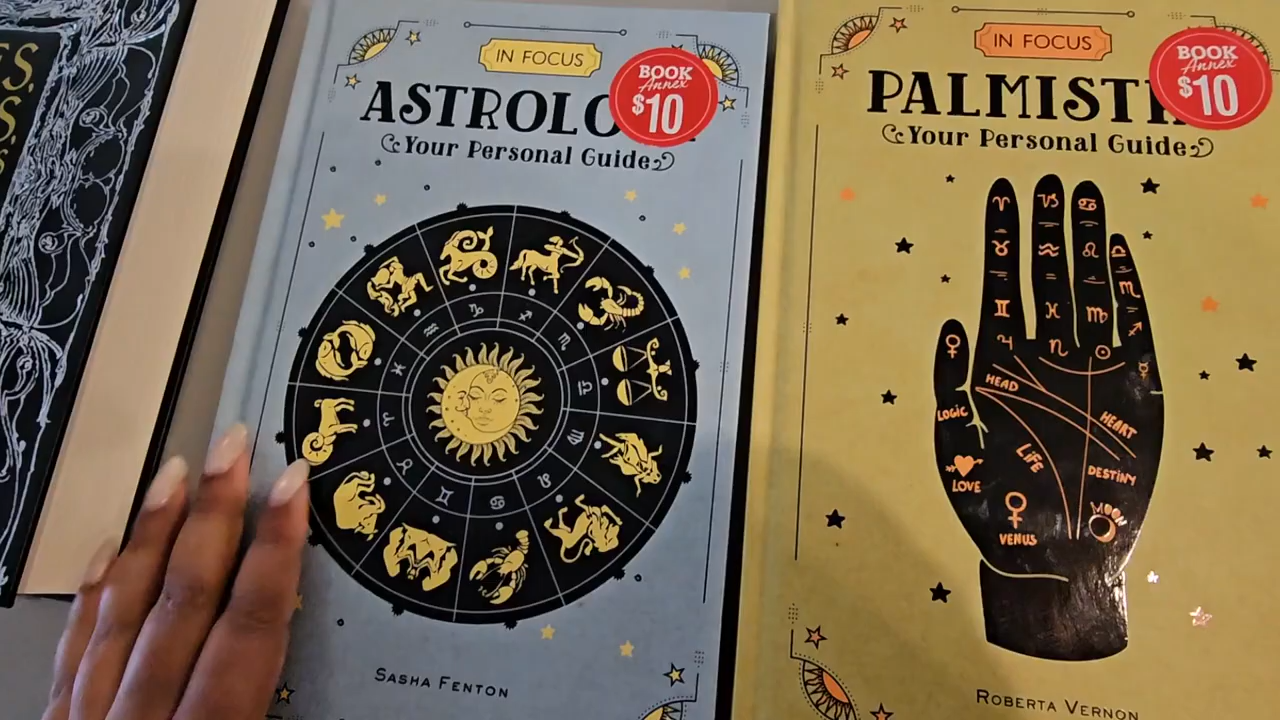 IN FOCUS
BOOK
Annex
$10
ASTROLO
Your Personal Guide
SASHA FENTON
IN FOCUS
BOOK
Annex
$10
PALMIST
Your Personal Guide
HEAD
LOGIC
HEART
LIFE
LOVE
DESTINY
MOON
VENUS
ROBERTA VERNON